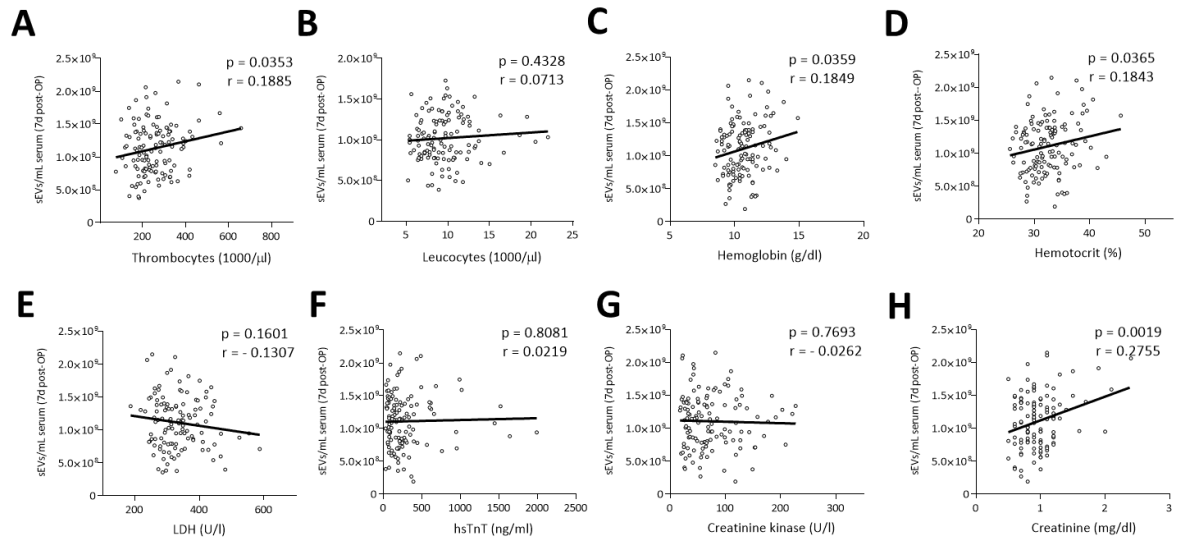 A
sEVs/mL serum (7d post-OP)
2.5×10⁹
2.0×10⁹
1.5×10⁹
1.0×10⁹
5.0×10⁸
0
200
400
600
800
Thrombocytes (1000/µl)
p = 0.0353
r = 0.1885
B
sEVs/mL serum (7d post-OP)
2.0×10⁹
1.5×10⁹
1.0×10⁹
5.0×10⁸
0
5
10
15
20
25
Leucocytes (1000/µl)
p = 0.4328
r = 0.0713
C
sEVs/mL serum (7d post-OP)
2.5×10⁹
2.0×10⁹
1.5×10⁹
1.0×10⁹
5.0×10⁸
0
5
10
15
20
Hemoglobin (g/dl)
p = 0.0359
r = 0.1849
D
sEVs/mL serum (7d post--OP)
2.5×10⁹
2.0×10⁹
1.5×10⁹
1.0×10⁹
5.0×10⁸
0
20
30
40
50
Hemotocrit (%)
p = 0.0365
r = 0.1843
E
sEVs/mL serum (7d post-OP)
2.5×10⁹
2.0×10⁹
1.5×10⁹
1.0×10⁹
5.0×10⁸
0
200
400
600
LDH (U/l)
p = 0.1601
r = - 0.1307
F
sEVs/mL serum (7d post-OP)
2.5×10⁹
2.0×10⁹
1.5×10⁹
1.0×10⁹
5.0×10⁸
0
0
500
1000
1500
2000
2500
hsTnT (ng/ml)
p = 0.8081
r = 0.0219
G
sEVs/mL serum (7d post-OP)
2.5×10⁹
2.0×10⁹
1.5×10⁹
1.0×10⁹
5.0×10⁸
0
0
100
200
300
400
Creatinine kinase (U/l)
p = 0.7693
r = - 0.0262
H
sEVs/mL serum (7d post-OP)
2.5×10⁹
2.0×10⁹
1.5×10⁹
1.0×10⁹
5.0×10⁸
0
0
1
2
3
Creatinine (mg/dl)
p = 0.0019
r = 0.2755